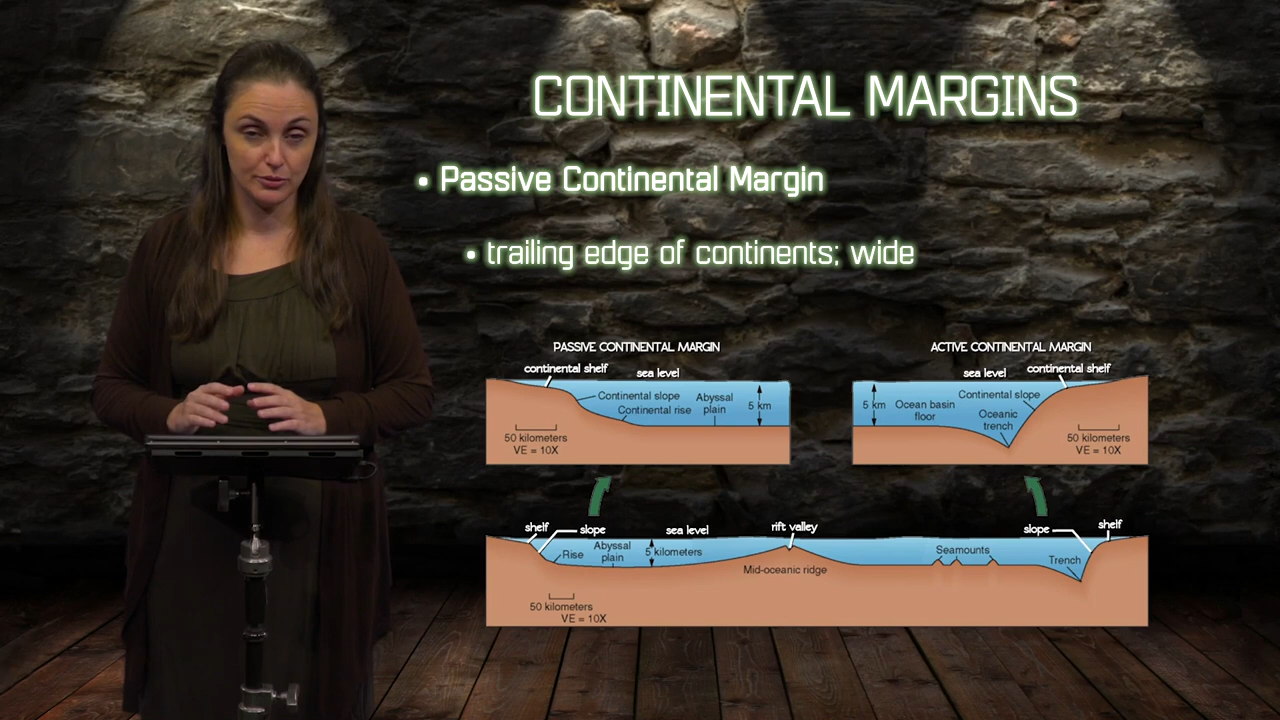 CONTINENTAL MARGINS
• Passive Continental Margin
• trailing edge of continents; wide
PASSIVE CONTINENTAL MARGIN
continental shelf
sea level
Continental slope
Continental rise
Abyssal
plain
5 km
50 kilometers
VE = 10X
ACTIVE CONTINENTAL MARGIN
sea level
continental shelf
5 km
Ocean basin
floor
Continental slope
Oceanic
trench
50 kilometers
VE = 10X
shelf
slope
sea level
rift valley
slope
shelf
Rise
Abyssal
plain
5 kilometers
Mid-oceanic ridge
Seamounts
Trench
50 kilometers
VE = 10X